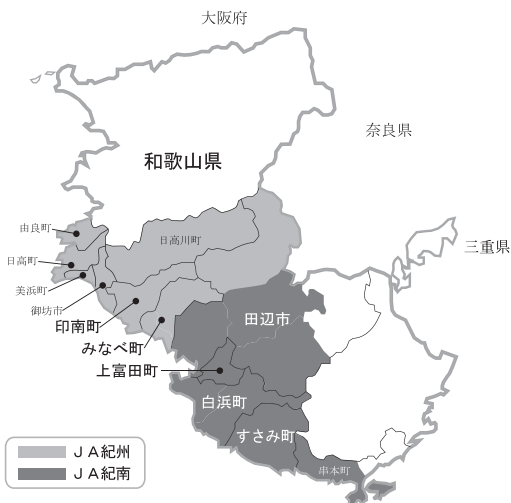 大阪府
奈良県
和歌山県
三重県
由良町
日高川町
日高町
美浜町
御坊市
印南町
みなべ町
田辺市
上富田町
白浜町
すさみ町
串本町
ＪＡ紀州
ＪＡ紀南